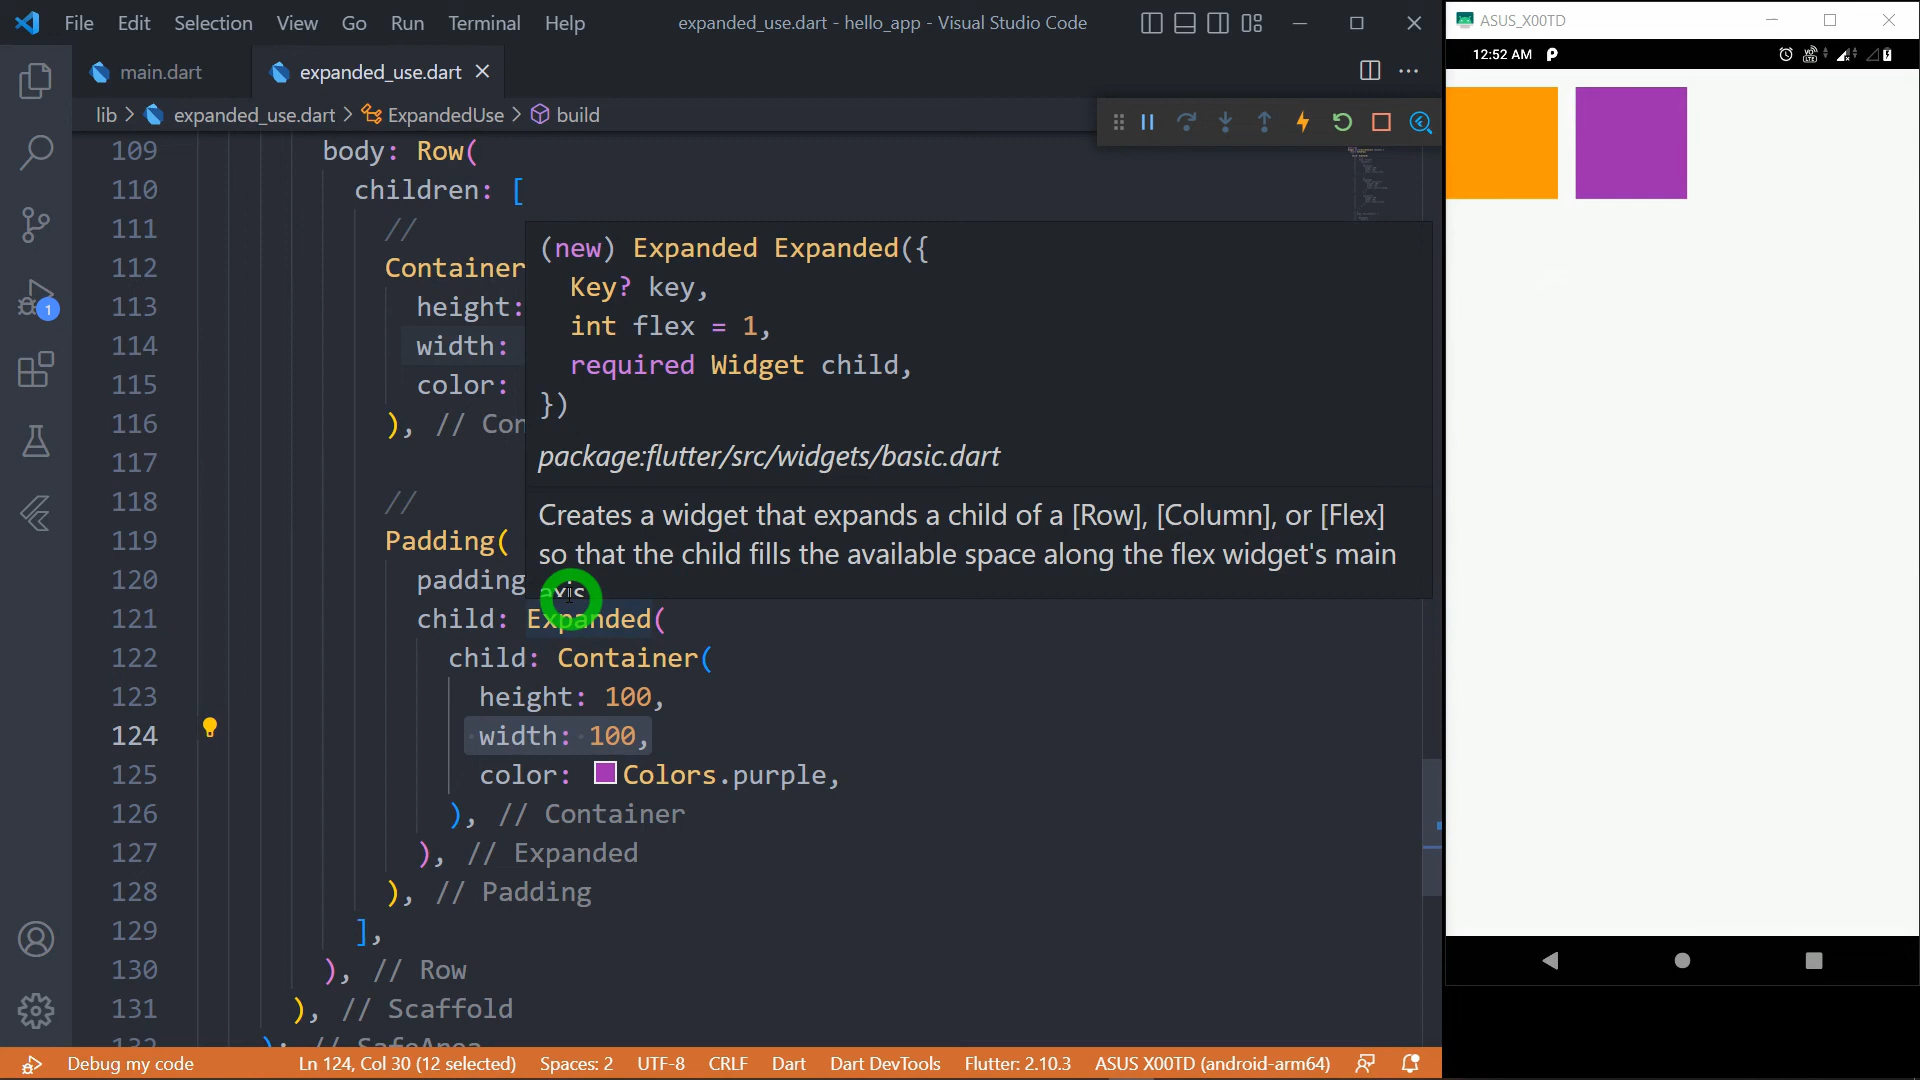 File Edit Selection View Go Run Terminal Help expanded_use.dart - hello_app - Visual Studio Code
main.dart expanded_use.dart
lib > expanded_use.dart > ExpandedUse > build
109 body: Row(
110 children: [
111 //
112 Container
113 height:
114 width:
115 color:
116 ), // Con
117
118 //
119 Padding(
120 padding
121 child: Expanded(
122 child: Container(
123 height: 100,
124 width: 100,
125 color: Colors.purple,
126 ), // Container
127 ), // Expanded
128 ), // Padding
129 ],
130 ), // Row
131 ), // Scaffold
132 ); // SafeArea
(new) Expanded Expanded({
Key? key,
int flex = 1,
required Widget child,
})
package:flutter/src/widgets/basic.dart
Creates a widget that expands a child of a [Row], [Column], or [Flex]
so that the child fills the available space along the flex widget's main
axis
1
Debug my code Ln 124, Col 30 (12 selected) Spaces: 2 UTF-8 CRLF Dart Dart DevTools Flutter: 2.10.3 ASUS X00TD (android-arm64)
ASUS_X00TD
12:52 AM